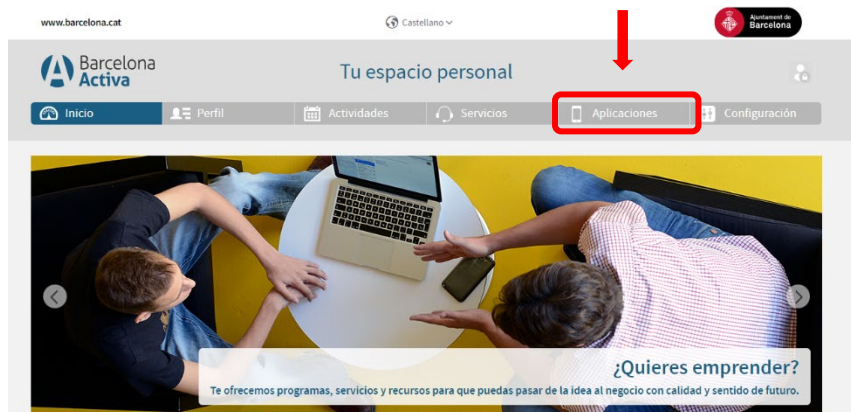 www.barcelona.cat
Castellano
Ajuntament de
Barcelona
Barcelona
Activa
Tu espacio personal
Inicio
Perfil
Actividades
Servicios
Aplicaciones
Configuración
¿Quieres emprender?
Te ofrecemos programas, servicios y recursos para que puedas pasar de la idea al negocio con calidad y sentido de futuro.